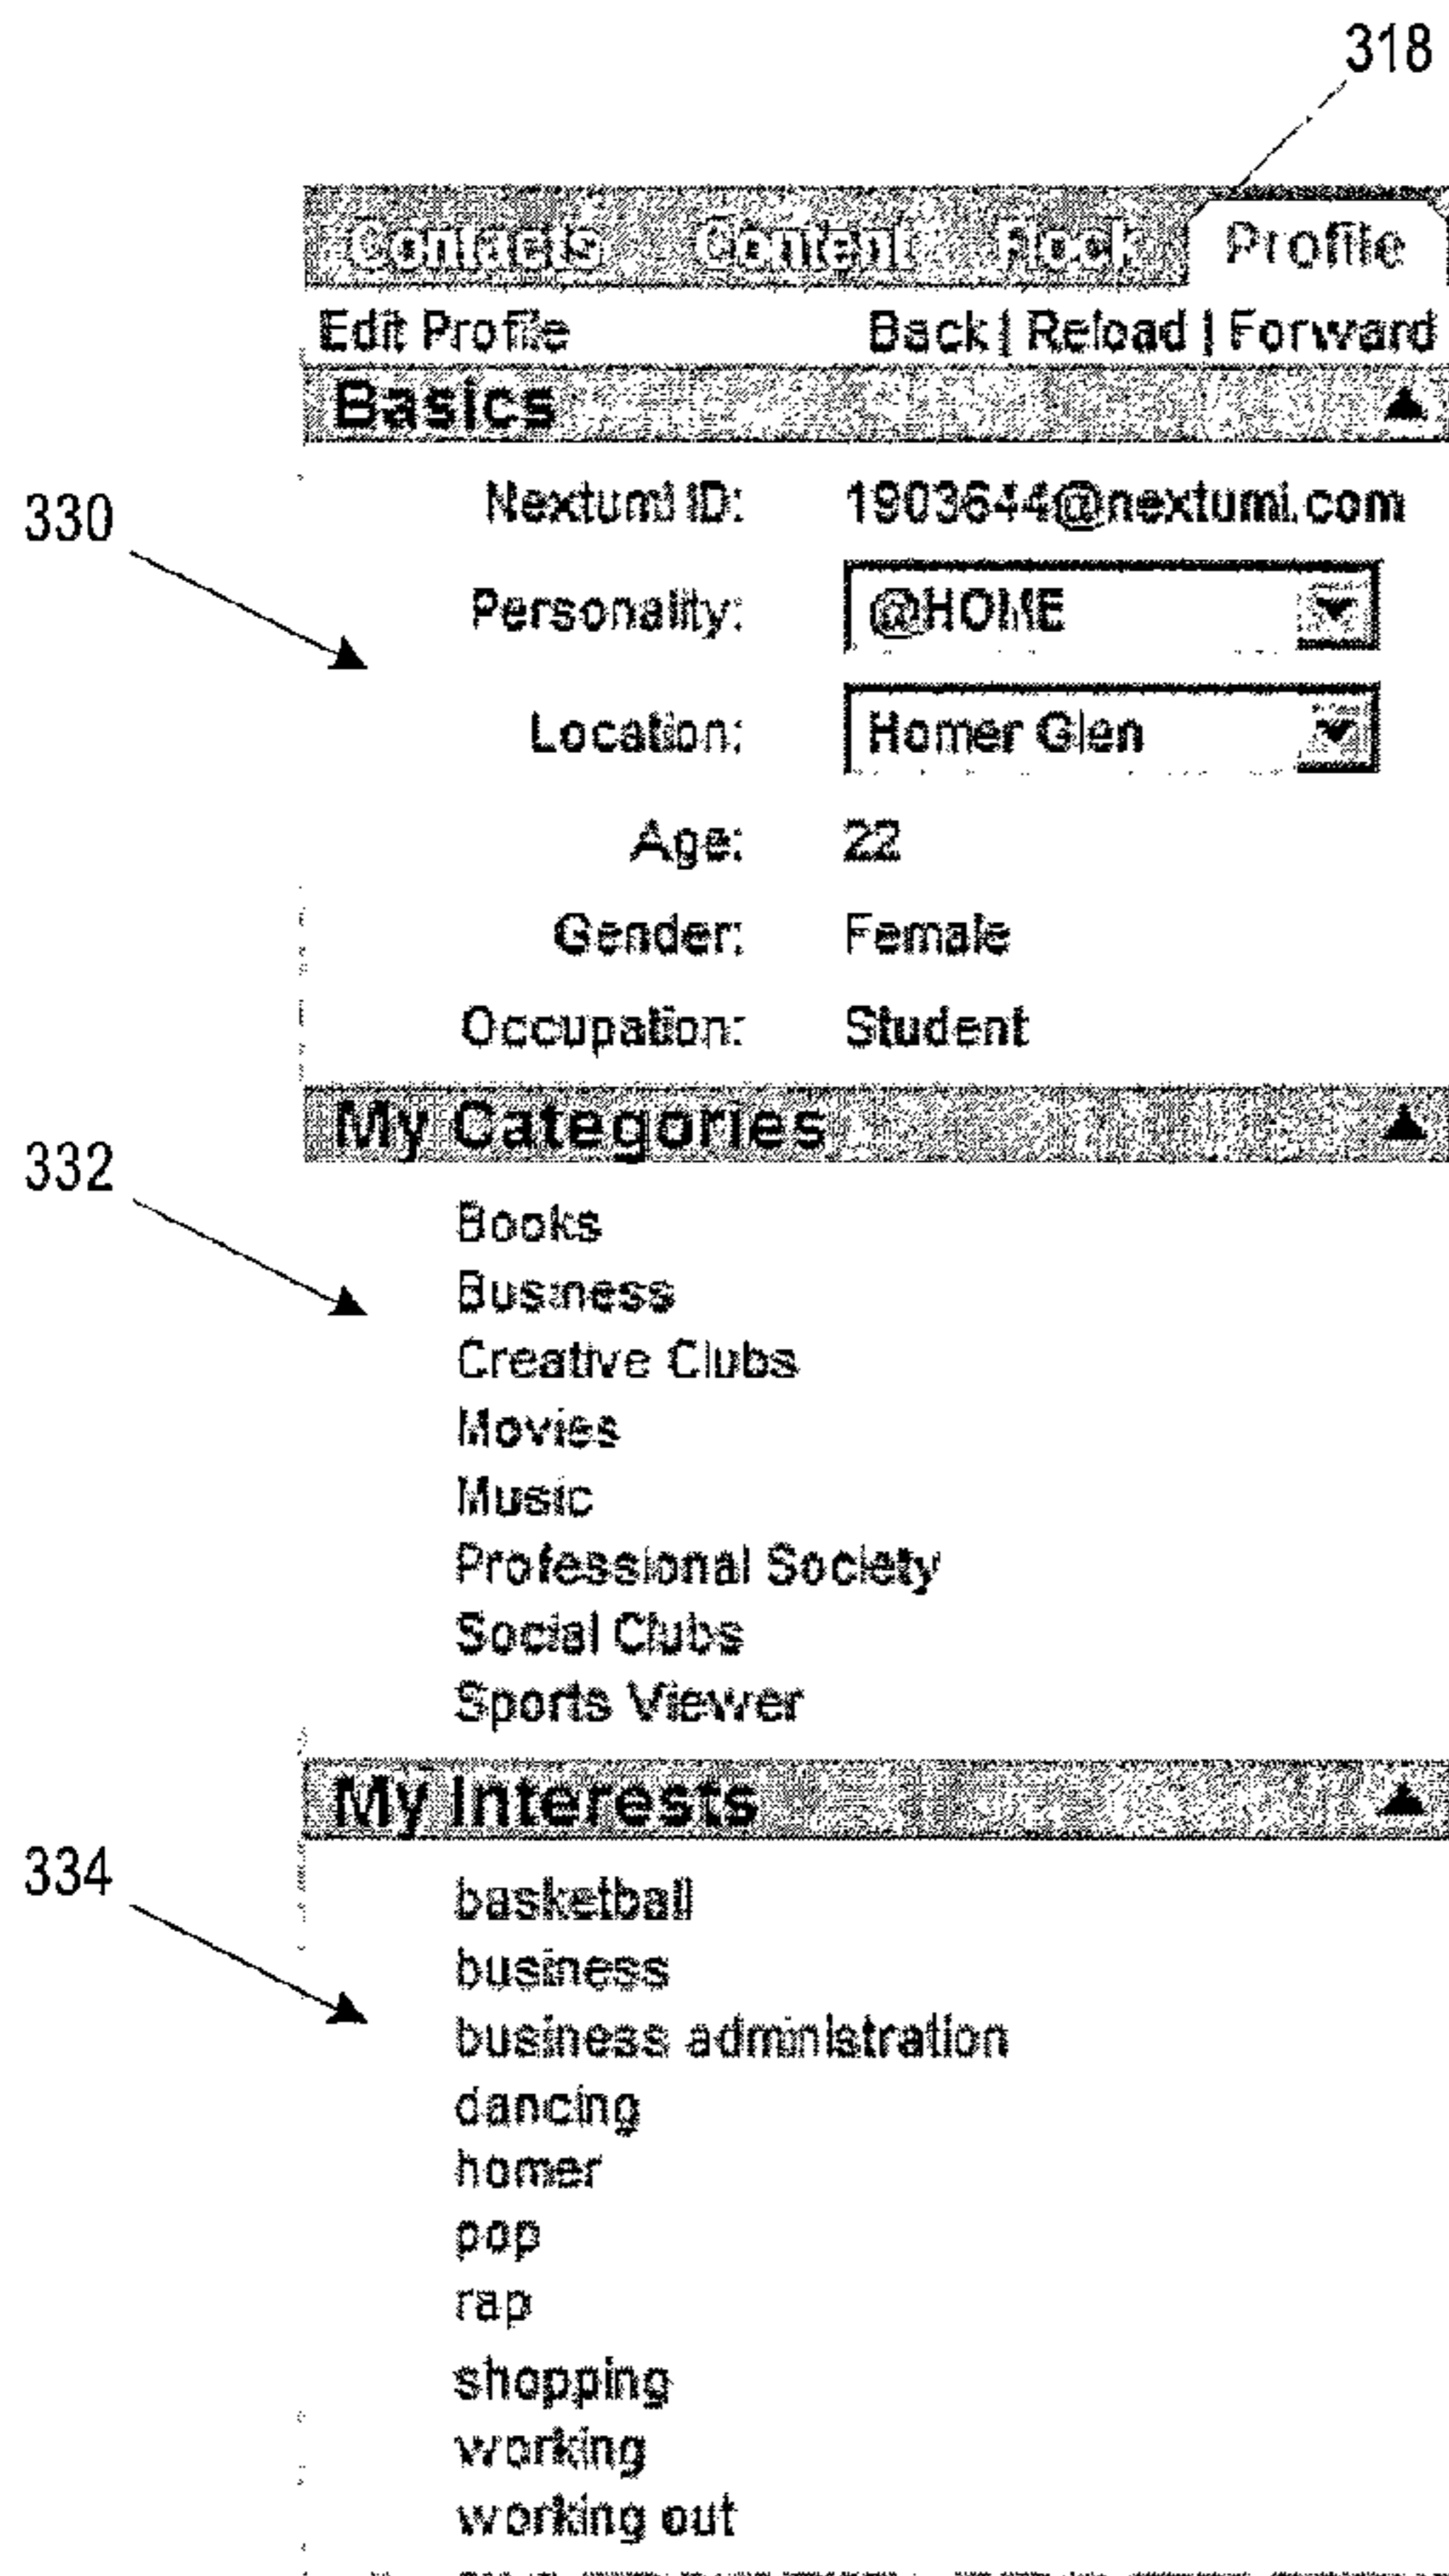 318
Contacts Content Flock Profile
Edit Profile Back | Reload | Forward
Basics
330
Nextumi ID: 1903644@nextumi.com
Personality: @HOME
Location: Homer Glen
Age: 22
Gender: Female
Occupation: Student
My Categories
332
Books
Business
Creative Clubs
Movies
Music
Professional Society
Social Clubs
Sports Viewer
My Interests
334
basketball
business
business administration
dancing
homer
pop
rap
shopping
working
working out